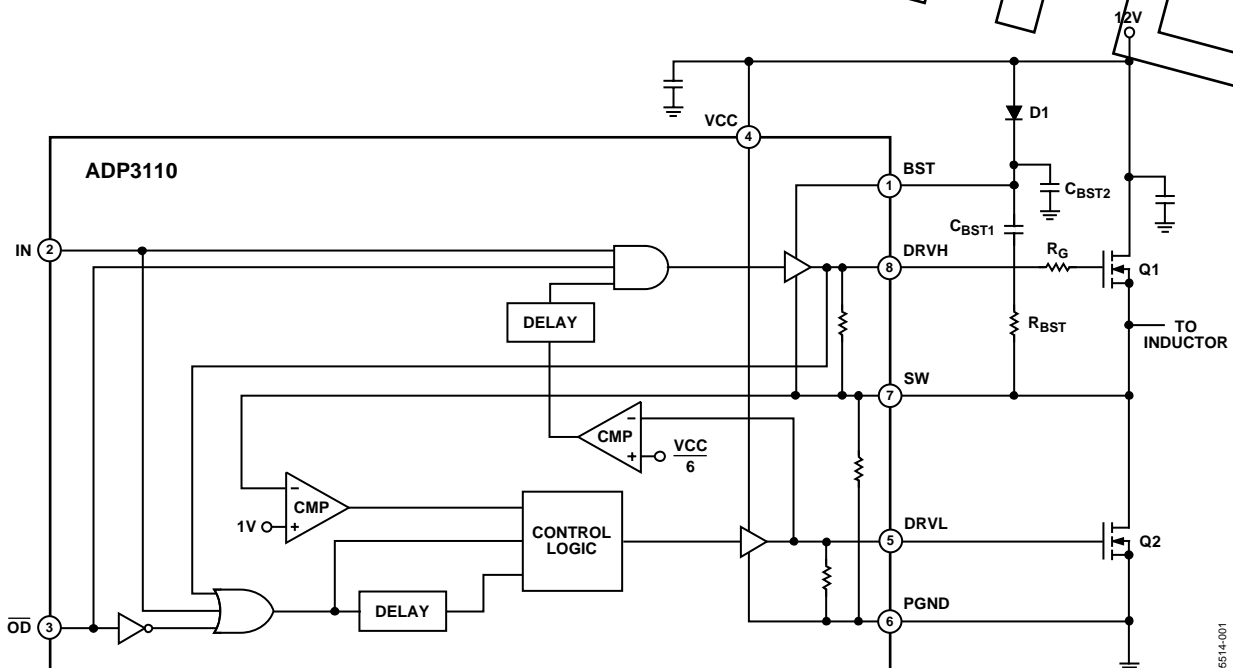 12V
D1
VCC
4
ADP3110
BST
1
CBST2
CBST1
IN 2
DRVH
RG
8
Q1
DELAY
RBST
TO
INDUCTOR
SW
7
CMP
−
+
VCC
6
−
CMP
1V
+
CONTROL
LOGIC
DRVL
5
Q2
DELAY
PGND
OD 3
6
5514-001